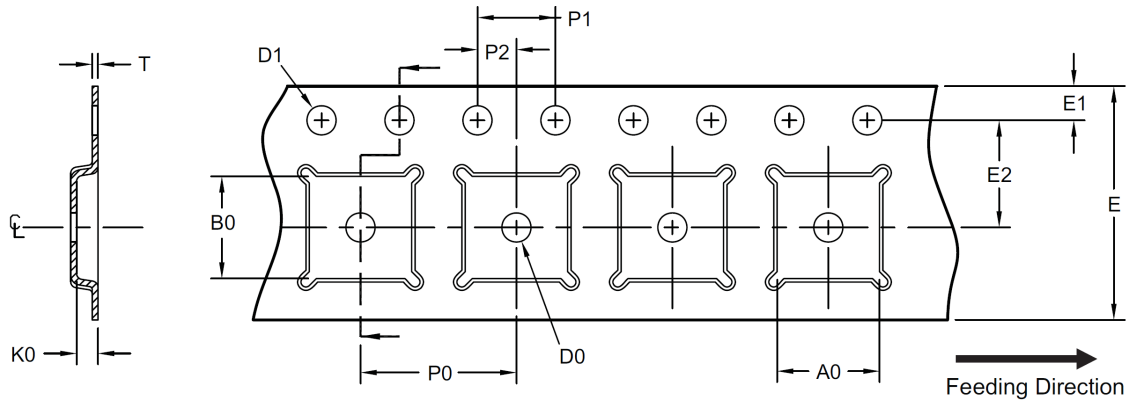 P1
P2
T
D1
E1
E2
B0
E
℄
K0
D0
P0
A0
Feeding Direction